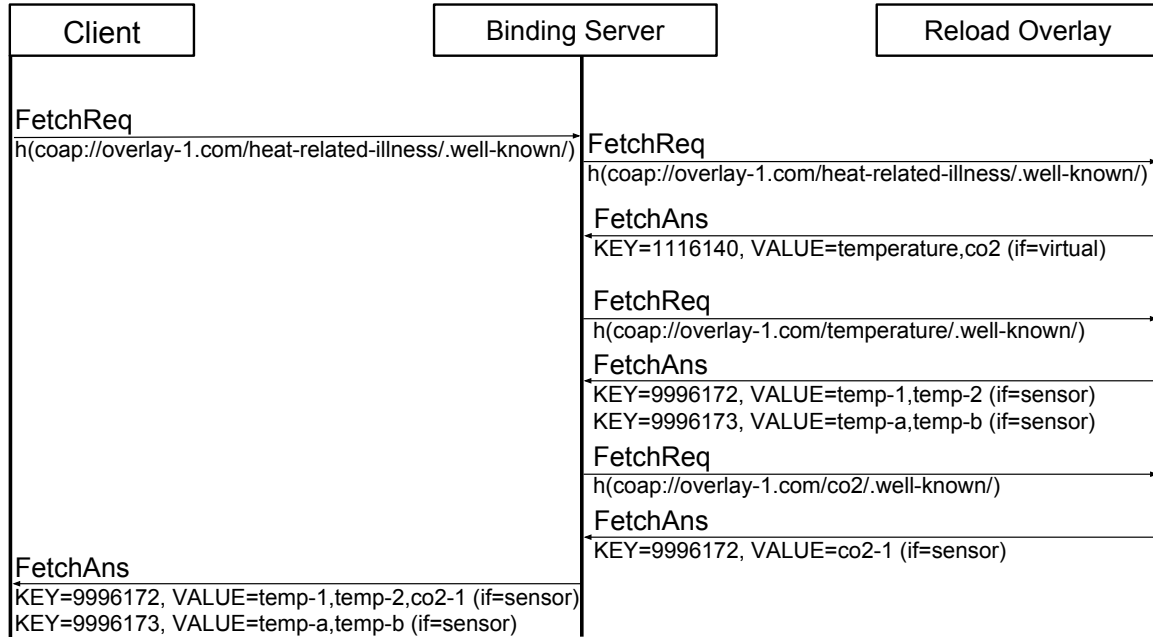 Client
Binding Server
Reload Overlay
FetchReq
h(coap://overlay-1.com/heat-related-illness/.well-known/)
FetchReq
h(coap://overlay-1.com/heat-related-illness/.well-known/)
FetchAns
KEY=1116140, VALUE=temperature,co2 (if=virtual)
FetchReq
h(coap://overlay-1.com/temperature/.well-known/)
FetchAns
KEY=9996172, VALUE=temp-1,temp-2 (if=sensor)
KEY=9996173, VALUE=temp-a,temp-b (if=sensor)
FetchReq
h(coap://overlay-1.com/co2/.well-known/)
FetchAns
KEY=9996172, VALUE=co2-1 (if=sensor)
FetchAns
KEY=9996172, VALUE=temp-1,temp-2,co2-1 (if=sensor)
KEY=9996173, VALUE=temp-a,temp-b (if=sensor)